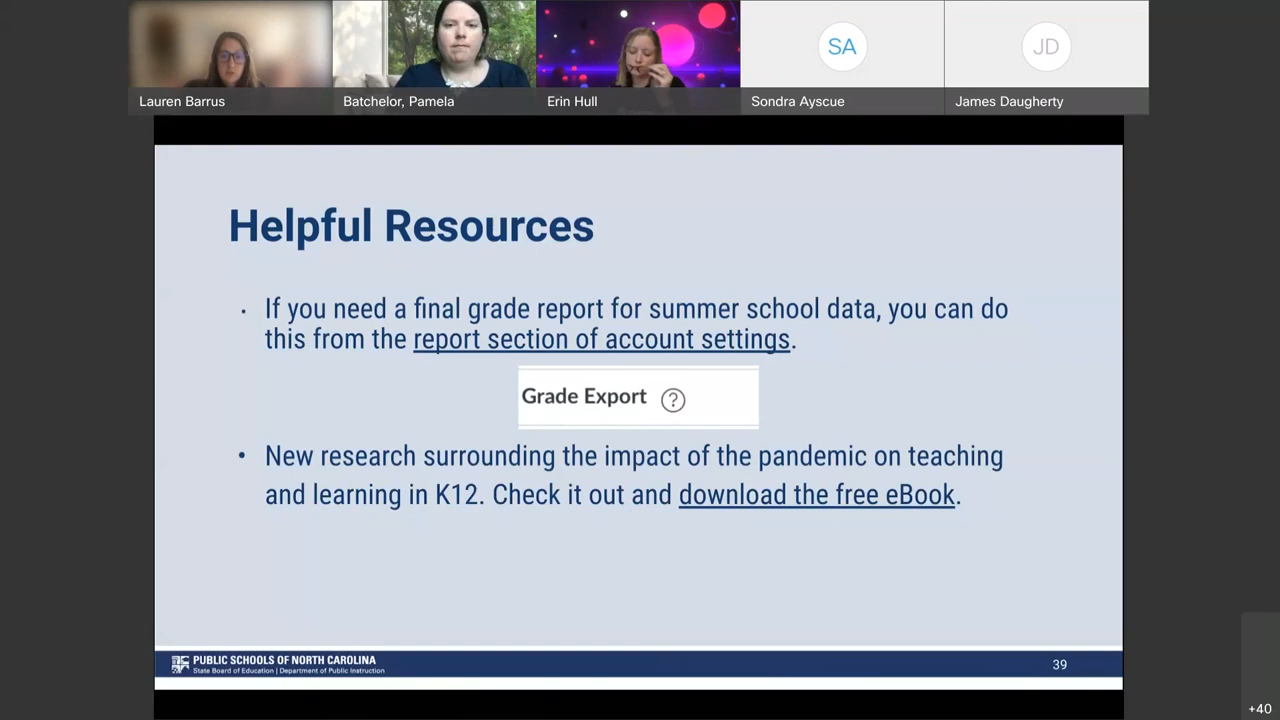 SA
JD
Lauren Barrus
Batchelor, Pamela
Erin Hull
Sondra Ayscue
James Daugherty
Helpful Resources
• If you need a final grade report for summer school data, you can do
this from the report section of account settings.
Grade Export ?
• New research surrounding the impact of the pandemic on teaching
and learning in K12. Check it out and download the free eBook.
PUBLIC SCHOOLS OF NORTH CAROLINA
State Board of Education | Department of Public Instruction
39
+40